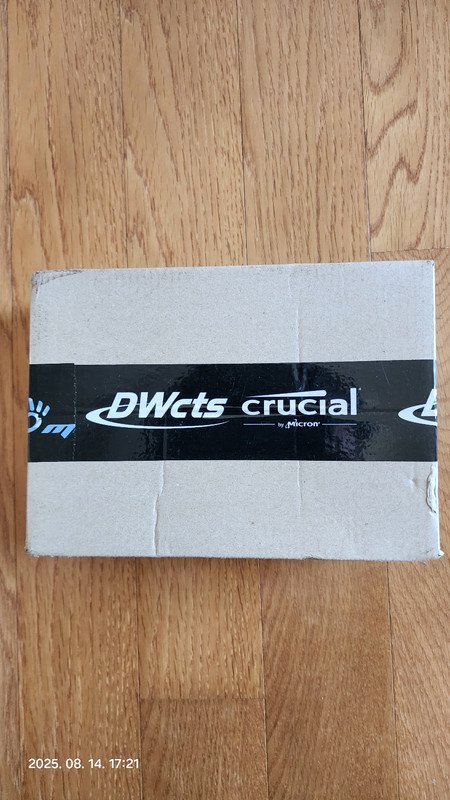 DWcts crucial
by Micron
2025. 08. 14. 17:21